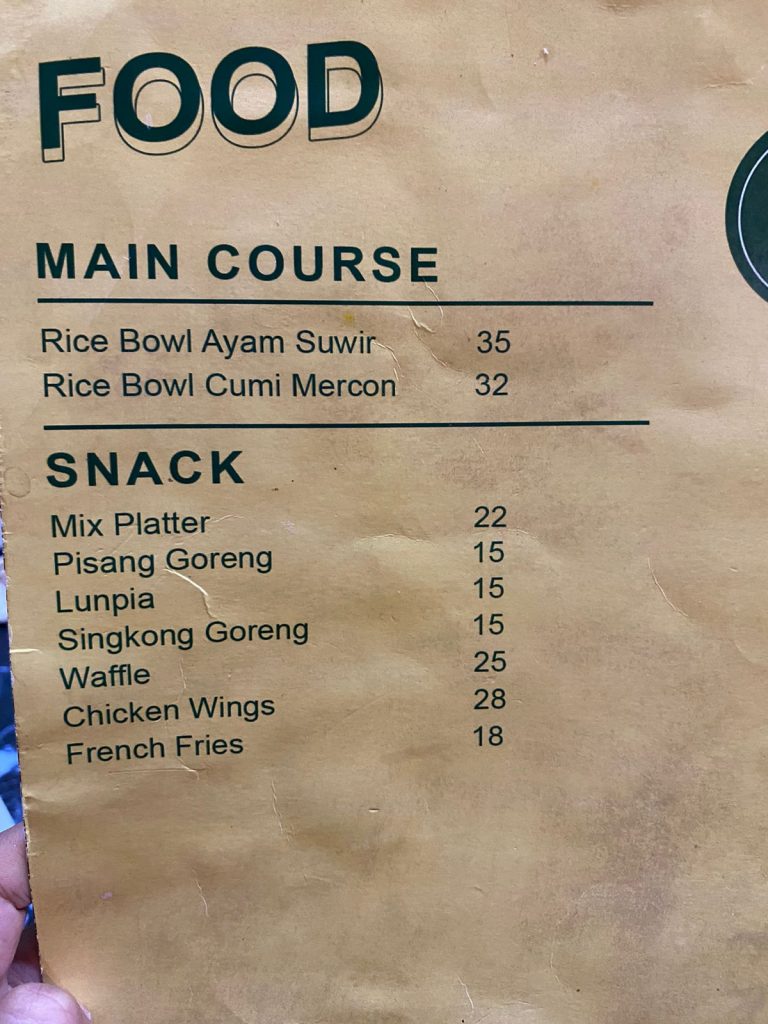 FOOD
MAIN COURSE
Rice Bowl Ayam Suwir 35
Rice Bowl Cumi Mercon 32
SNACK
Mix Platter 22
Pisang Goreng 15
Lunpia 15
Singkong Goreng 15
Waffle 25
Chicken Wings 28
French Fries 18